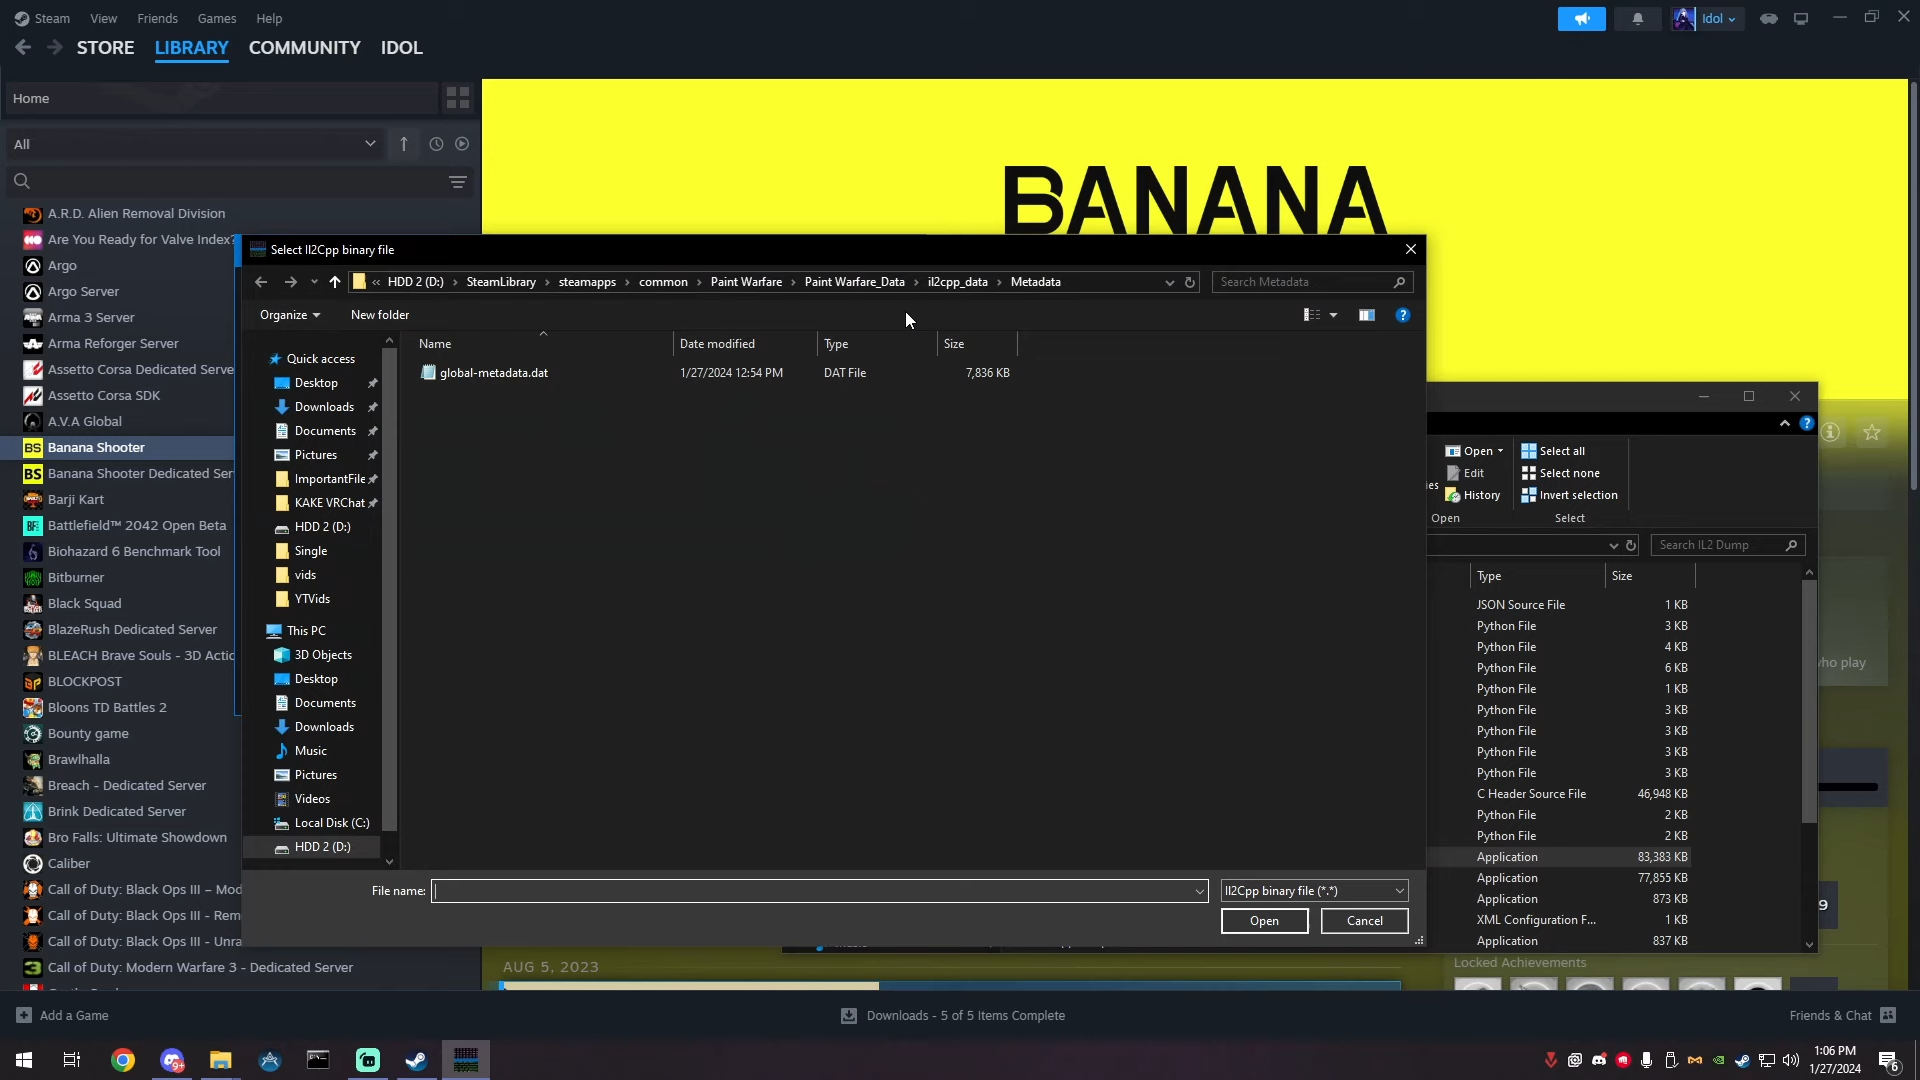 Steam View Friends Games Help
Idol
STORE LIBRARY COMMUNITY IDOL
Home
All
A.R.D. Alien Removal Division
Are You Ready for Valve Index?
Argo
Argo Server
Arma 3 Server
Arma Reforger Server
Assetto Corsa Dedicated Serve
Assetto Corsa SDK
A.V.A Global
BS Banana Shooter
BS Banana Shooter Dedicated Ser
Barji Kart
Battlefield™ 2042 Open Beta
Biohazard 6 Benchmark Tool
Bitburner
Black Squad
BlazeRush Dedicated Server
BLEACH Brave Souls - 3D Actio
BLOCKPOST
Bloons TD Battles 2
Bounty game
Brawlhalla
Breach - Dedicated Server
Brink Dedicated Server
Bro Falls: Ultimate Showdown
Caliber
Call of Duty: Black Ops III – Mod
Call of Duty: Black Ops III - Rem
Call of Duty: Black Ops III - Unra
Call of Duty: Modern Warfare 3 - Dedicated Server
BANANA
Select Il2Cpp binary file
« HDD 2 (D:) › SteamLibrary › steamapps › common › Paint Warfare › Paint Warfare_Data › il2cpp_data › Metadata
Search Metadata
Organize New folder
Name Date modified Type Size
global-metadata.dat 1/27/2024 12:54 PM DAT File 7,836 KB
Quick access
Desktop
Downloads
Documents
Pictures
ImportantFile
KAKE VRChat
HDD 2 (D:)
Single
vids
YTVids
This PC
3D Objects
Desktop
Documents
Downloads
Music
Pictures
Videos
Local Disk (C:)
HDD 2 (D:)
File name: Il2Cpp binary file (*.*)
Open Cancel
Open Select all
Edit Select none
ies History Invert selection
Open Select
Search IL2 Dump
Type Size
JSON Source File 1 KB
Python File 3 KB
Python File 4 KB
Python File 6 KB
Python File 1 KB
Python File 3 KB
Python File 3 KB
Python File 3 KB
Python File 3 KB
C Header Source File 46,948 KB
Python File 2 KB
Python File 2 KB
Application 83,383 KB
Application 77,855 KB
Application 873 KB
XML Configuration F... 1 KB
Application 837 KB
who play
9
AUG 5, 2023
Locked Achievements
Add a Game Downloads - 5 of 5 Items Complete Friends & Chat
1:06 PM
1/27/2024
6